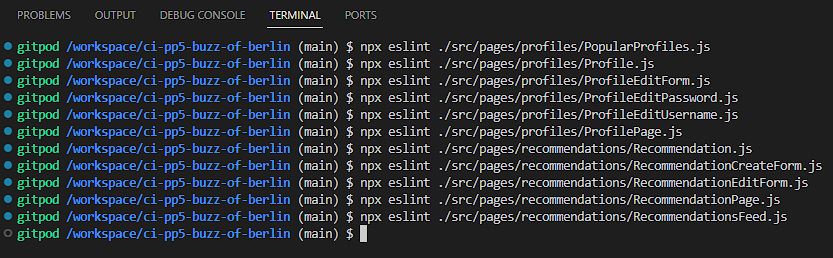 PROBLEMS OUTPUT DEBUG CONSOLE TERMINAL PORTS
gitpod /workspace/ci-pp5-buzz-of-berlin (main) $ npx eslint ./src/pages/profiles/PopularProfiles.js
gitpod /workspace/ci-pp5-buzz-of-berlin (main) $ npx eslint ./src/pages/profiles/Profile.js
gitpod /workspace/ci-pp5-buzz-of-berlin (main) $ npx eslint ./src/pages/profiles/ProfileEditForm.js
gitpod /workspace/ci-pp5-buzz-of-berlin (main) $ npx eslint ./src/pages/profiles/ProfileEditPassword.js
gitpod /workspace/ci-pp5-buzz-of-berlin (main) $ npx eslint ./src/pages/profiles/ProfileEditUsername.js
gitpod /workspace/ci-pp5-buzz-of-berlin (main) $ npx eslint ./src/pages/profiles/ProfilePage.js
gitpod /workspace/ci-pp5-buzz-of-berlin (main) $ npx eslint ./src/pages/recommendations/Recommendation.js
gitpod /workspace/ci-pp5-buzz-of-berlin (main) $ npx eslint ./src/pages/recommendations/RecommendationCreateForm.js
gitpod /workspace/ci-pp5-buzz-of-berlin (main) $ npx eslint ./src/pages/recommendations/RecommendationEditForm.js
gitpod /workspace/ci-pp5-buzz-of-berlin (main) $ npx eslint ./src/pages/recommendations/RecommendationPage.js
gitpod /workspace/ci-pp5-buzz-of-berlin (main) $ npx eslint ./src/pages/recommendations/RecommendationsFeed.js
gitpod /workspace/ci-pp5-buzz-of-berlin (main) $